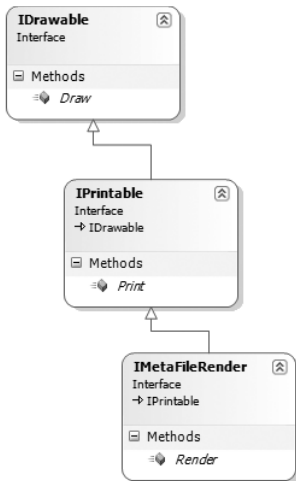 IDrawable
Interface
Methods
Draw
IPrintable
Interface
IDrawable
Methods
Print
IMetaFileRender
Interface
IPrintable
Methods
Render